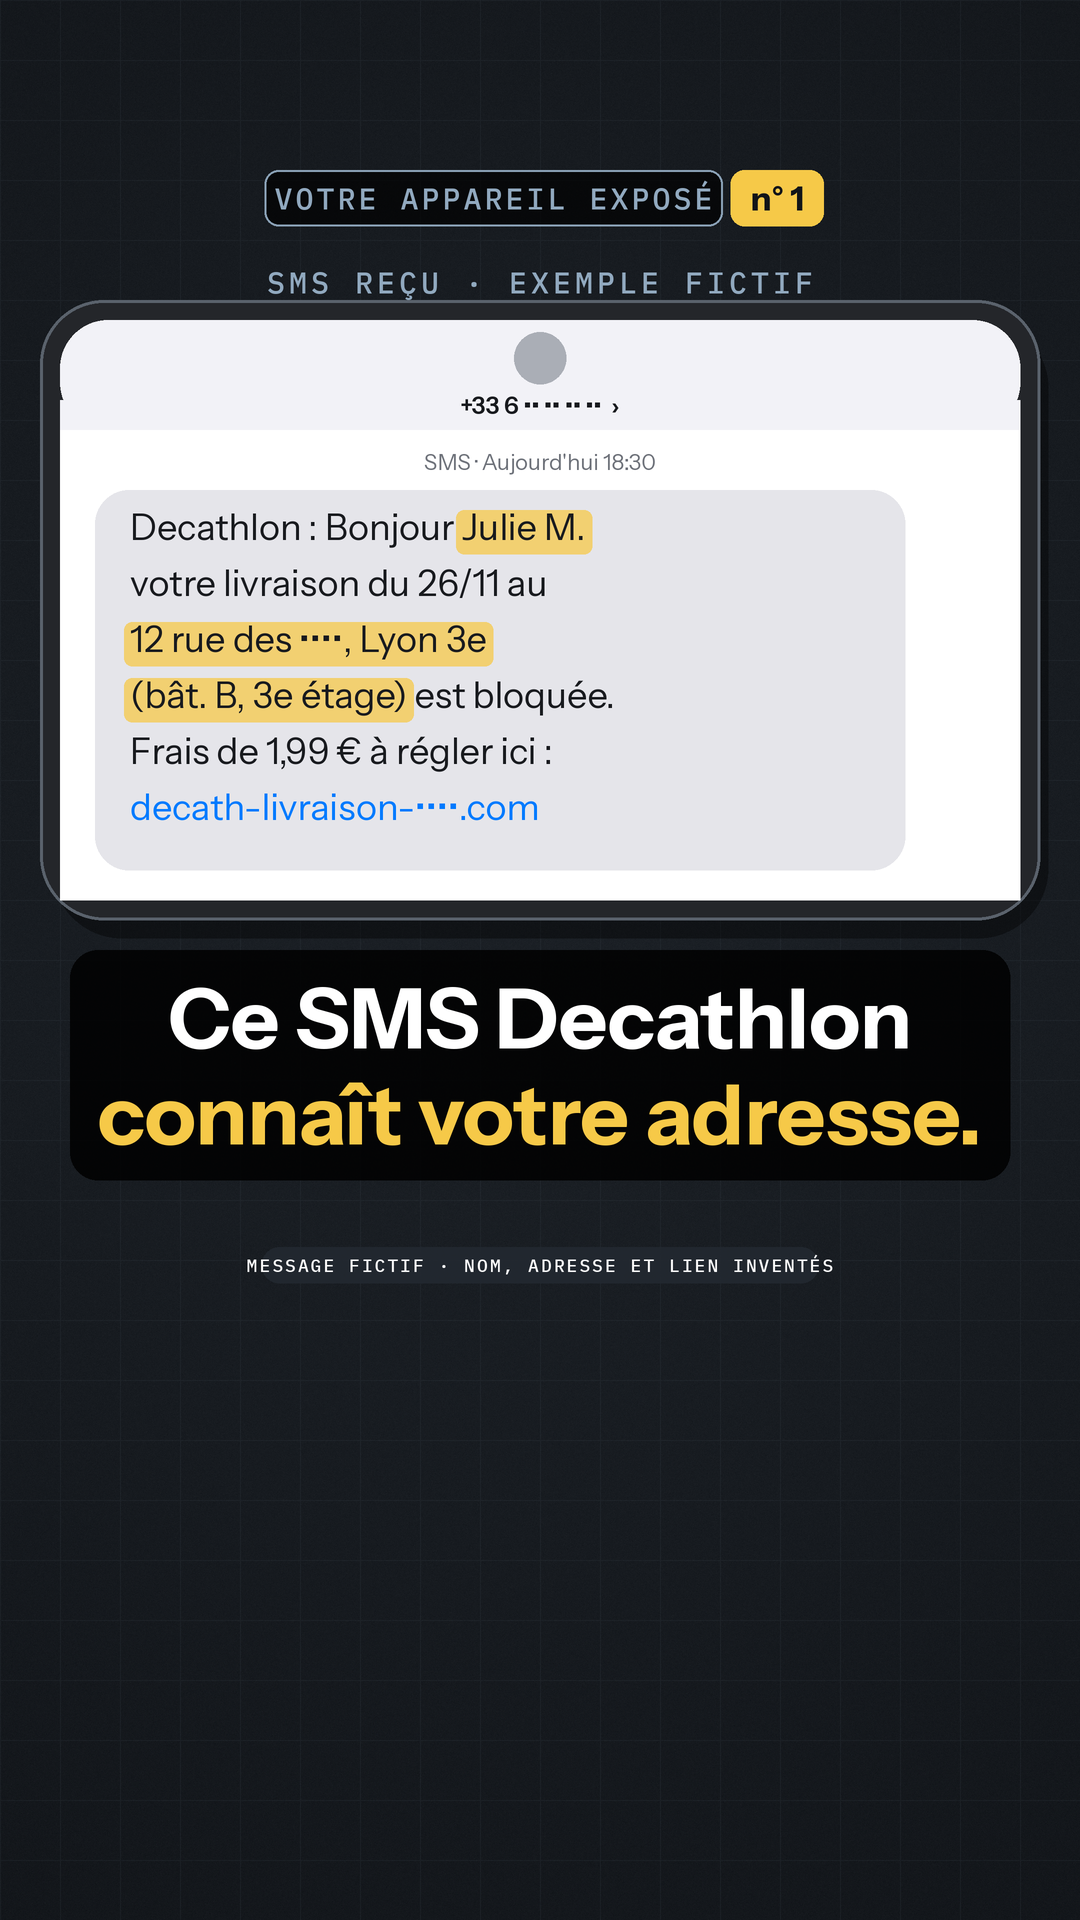 VOTRE APPAREIL EXPOSÉ n° 1
SMS REÇU · EXEMPLE FICTIF
+33 6 ·· ·· ·· ·· ›
SMS · Aujourd'hui 18:30
Decathlon : Bonjour Julie M.
votre livraison du 26/11 au
12 rue des ····, Lyon 3e
(bât. B, 3e étage) est bloquée.
Frais de 1,99 € à régler ici :
decath-livraison-····.com
Ce SMS Decathlon
connaît votre adresse.
MESSAGE FICTIF · NOM, ADRESSE ET LIEN INVENTÉS